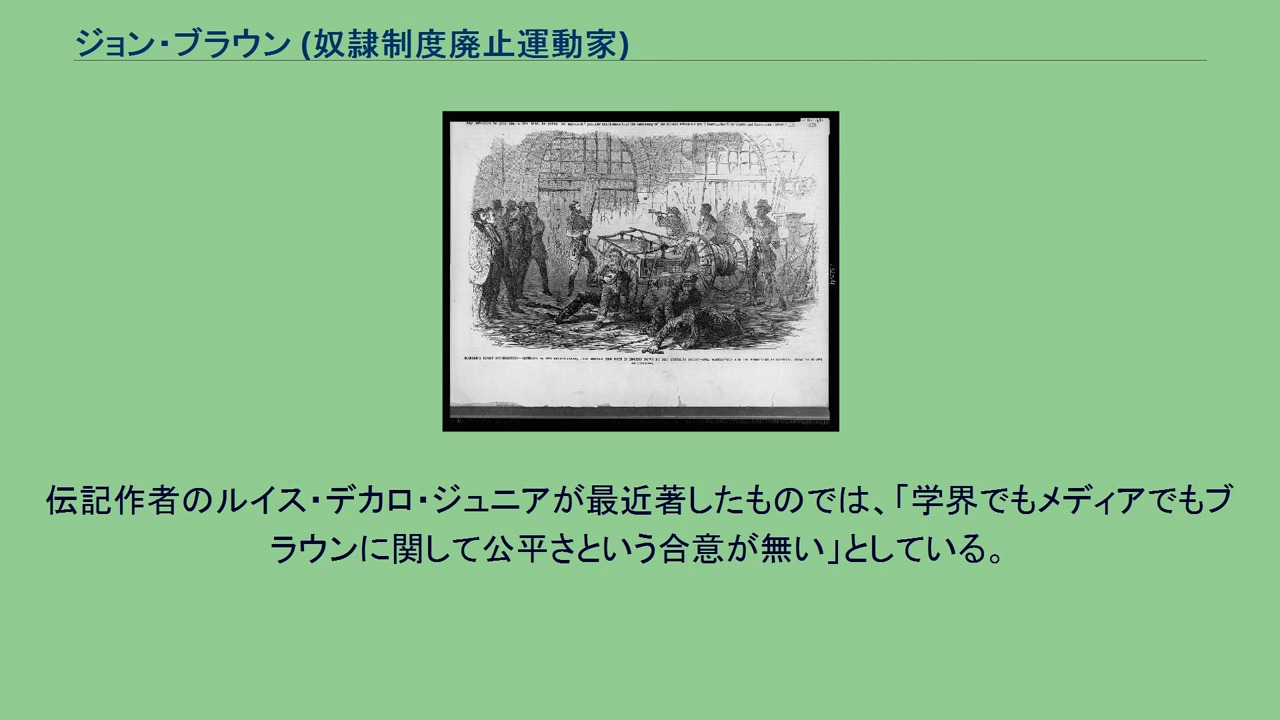 ジョン・ブラウン (奴隷制度廃止運動家)
伝記作者のルイス・デカロ・ジュニアが最近著したものでは、「学界でもメディアでもブ
ラウンに関して公平さという合意が無い」としている。